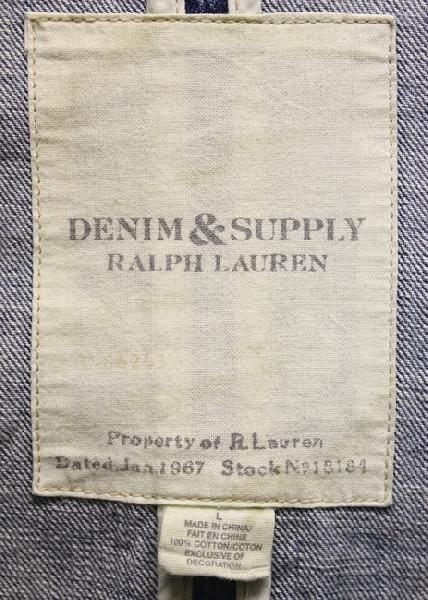 DENIM & SUPPLY
RALPH LAUREN
Property of R. Lauren
Dated Jan 1967 Stock No 18184
L
MADE IN CHINA/
FAIT EN CHINE
100% COTTON/COTON
EXCLUSIVE OF
DECORATION